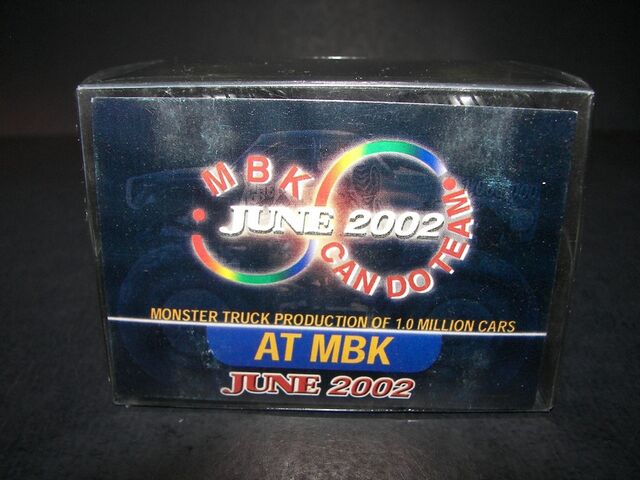 MBK
JUNE 2002
CAN DO TEAM
MONSTER TRUCK PRODUCTION OF 1.0 MILLION CARS
AT MBK
JUNE 2002